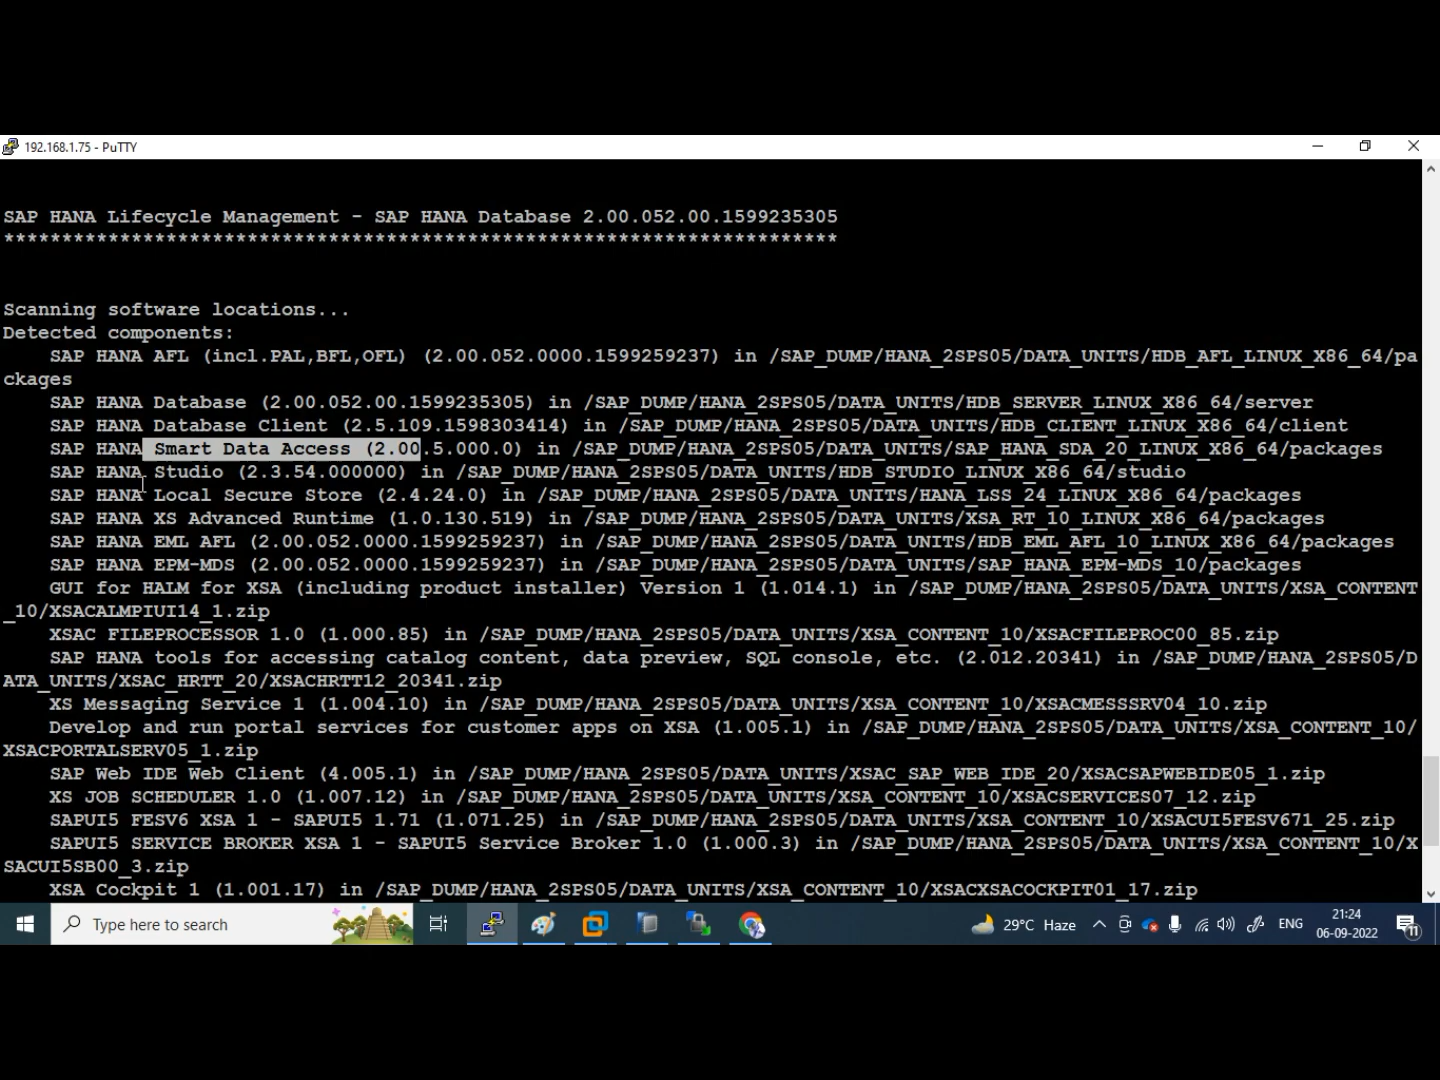 192.168.1.75 - PuTTY
SAP HANA Lifecycle Management - SAP HANA Database 2.00.052.00.1599235305
************************************************************************
Scanning software locations...
Detected components:
SAP HANA AFL (incl.PAL,BFL,OFL) (2.00.052.0000.1599259237) in /SAP_DUMP/HANA_2SPS05/DATA_UNITS/HDB_AFL_LINUX_X86_64/pa
ckages
SAP HANA Database (2.00.052.00.1599235305) in /SAP_DUMP/HANA_2SPS05/DATA_UNITS/HDB_SERVER_LINUX_X86_64/server
SAP HANA Database Client (2.5.109.1598303414) in /SAP_DUMP/HANA_2SPS05/DATA_UNITS/HDB_CLIENT_LINUX_X86_64/client
SAP HANA Smart Data Access (2.00.5.000.0) in /SAP_DUMP/HANA_2SPS05/DATA_UNITS/SAP_HANA_SDA_20_LINUX_X86_64/packages
SAP HANA Studio (2.3.54.000000) in /SAP_DUMP/HANA_2SPS05/DATA_UNITS/HDB_STUDIO_LINUX_X86_64/studio
SAP HANA Local Secure Store (2.4.24.0) in /SAP_DUMP/HANA_2SPS05/DATA_UNITS/HANA_LSS_24_LINUX_X86_64/packages
SAP HANA XS Advanced Runtime (1.0.130.519) in /SAP_DUMP/HANA_2SPS05/DATA_UNITS/XSA_RT_10_LINUX_X86_64/packages
SAP HANA EML AFL (2.00.052.0000.1599259237) in /SAP_DUMP/HANA_2SPS05/DATA_UNITS/HDB_EML_AFL_10_LINUX_X86_64/packages
SAP HANA EPM-MDS (2.00.052.0000.1599259237) in /SAP_DUMP/HANA_2SPS05/DATA_UNITS/SAP_HANA_EPM-MDS_10/packages
GUI for HALM for XSA (including product installer) Version 1 (1.014.1) in /SAP_DUMP/HANA_2SPS05/DATA_UNITS/XSA_CONTENT
_10/XSACALMPIUI14_1.zip
XSAC FILEPROCESSOR 1.0 (1.000.85) in /SAP_DUMP/HANA_2SPS05/DATA_UNITS/XSA_CONTENT_10/XSACFILEPROC00_85.zip
SAP HANA tools for accessing catalog content, data preview, SQL console, etc. (2.012.20341) in /SAP_DUMP/HANA_2SPS05/D
ATA_UNITS/XSAC_HRTT_20/XSACHRTT12_20341.zip
XS Messaging Service 1 (1.004.10) in /SAP_DUMP/HANA_2SPS05/DATA_UNITS/XSA_CONTENT_10/XSACMESSSRV04_10.zip
Develop and run portal services for customer apps on XSA (1.005.1) in /SAP_DUMP/HANA_2SPS05/DATA_UNITS/XSA_CONTENT_10/
XSACPORTALSERV05_1.zip
SAP Web IDE Web Client (4.005.1) in /SAP_DUMP/HANA_2SPS05/DATA_UNITS/XSAC_SAP_WEB_IDE_20/XSACSAPWEBIDE05_1.zip
XS JOB SCHEDULER 1.0 (1.007.12) in /SAP_DUMP/HANA_2SPS05/DATA_UNITS/XSA_CONTENT_10/XSACSERVICES07_12.zip
SAPUI5 FESV6 XSA 1 - SAPUI5 1.71 (1.071.25) in /SAP_DUMP/HANA_2SPS05/DATA_UNITS/XSA_CONTENT_10/XSACUI5FESV671_25.zip
SAPUI5 SERVICE BROKER XSA 1 - SAPUI5 Service Broker 1.0 (1.000.3) in /SAP_DUMP/HANA_2SPS05/DATA_UNITS/XSA_CONTENT_10/X
SACUI5SB00_3.zip
XSA Cockpit 1 (1.001.17) in /SAP_DUMP/HANA_2SPS05/DATA_UNITS/XSA_CONTENT_10/XSACXSACOCKPIT01_17.zip
Type here to search
29°C Haze
ENG
21:24
06-09-2022
11